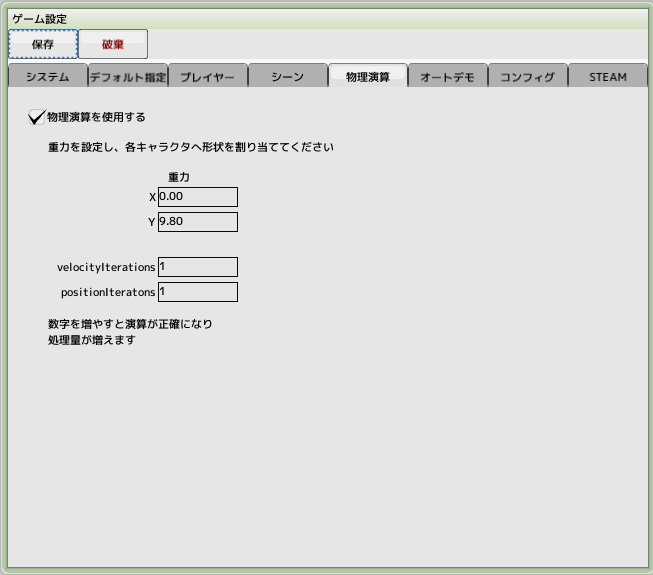 ゲーム設定
保存 破棄
システム デフォルト指定 プレイヤー シーン 物理演算 オートデモ コンフィグ STEAM
物理演算を使用する
重力を設定し、各キャラクタへ形状を割り当ててください
重力
X 0.00
Y 9.80
velocityIterations 1
positionIteratons 1
数字を増やすと演算が正確になり
処理量が増えます